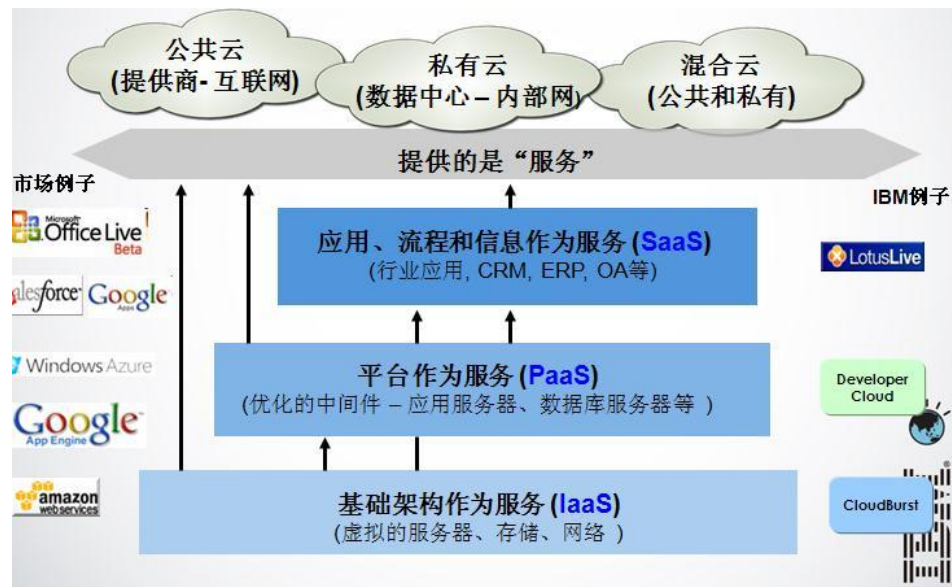 公共云
(提供商- 互联网)
私有云
(数据中心 – 内部网)
混合云
(公共和私有)
提供的是“服务”
市场例子
IBM例子
Microsoft
Office Live
Beta
应用、流程和信息作为服务(SaaS)
(行业应用, CRM, ERP, OA等)
LotusLive
alesforce
Google
Apps
Windows Azure
平台作为服务(PaaS)
(优化的中间件 – 应用服务器、数据库服务器等 )
Developer
Cloud
Google
App Engine
amazon
webservices
基础架构作为服务(IaaS)
(虚拟的服务器、存储、网络 )
CloudBurst